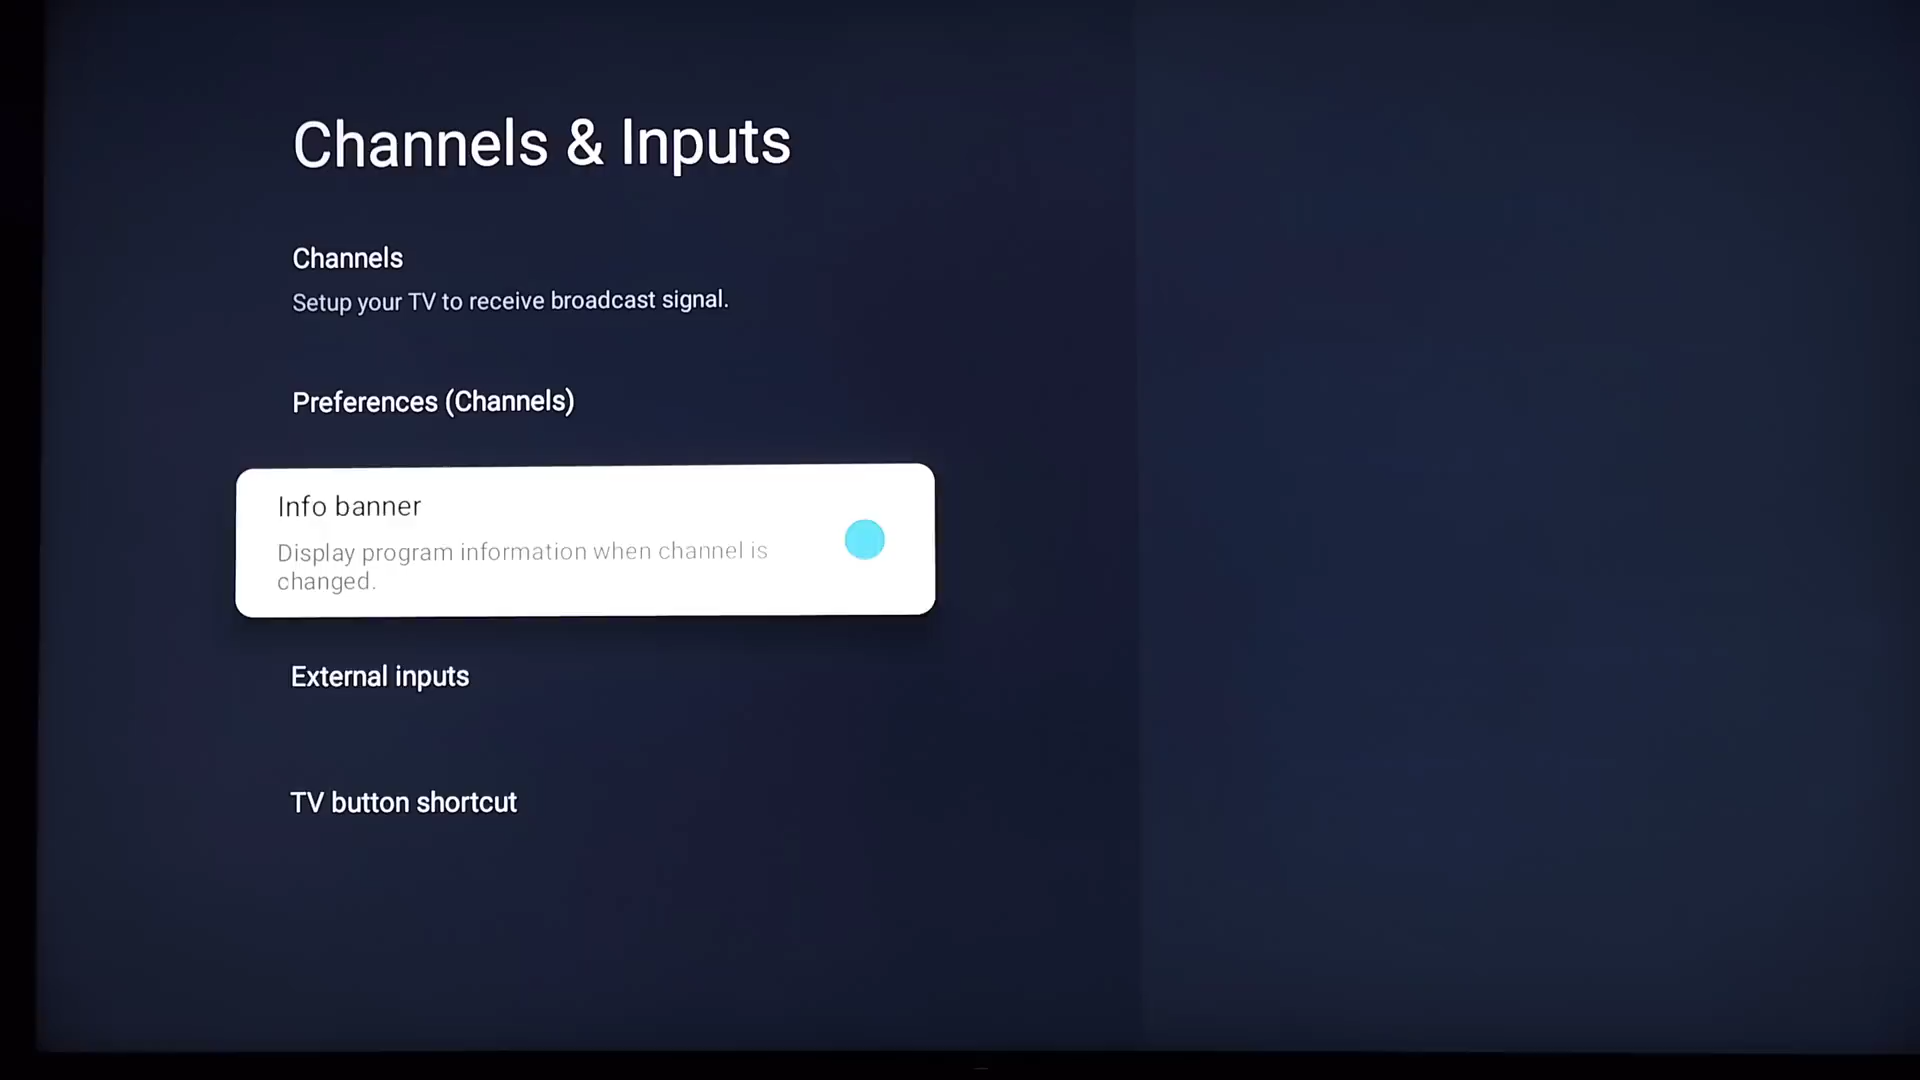 Channels & Inputs
Channels
Setup your TV to receive broadcast signal.
Preferences (Channels)
Info banner
Display program information when channel is
changed.
External inputs
TV button shortcut